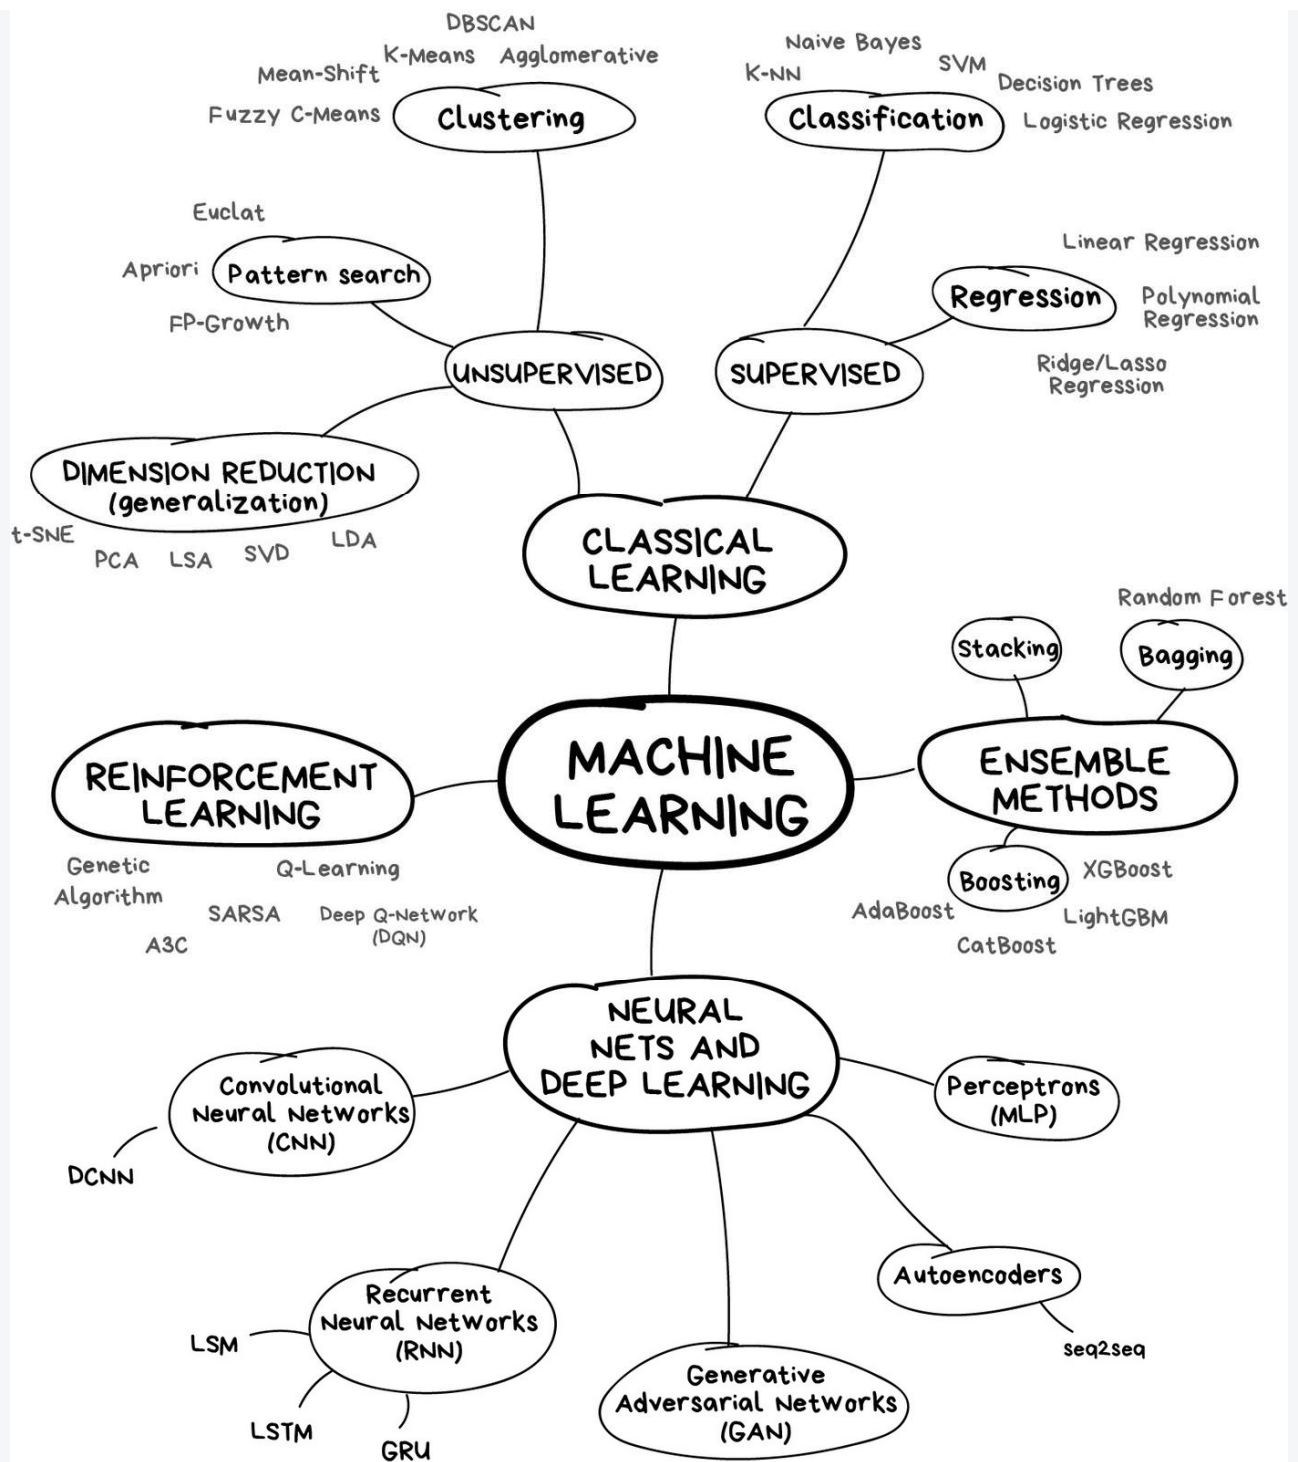 DBSCAN
K-Means
Agglomerative
Mean-Shift
Fuzzy C-Means
Clustering
Naive Bayes
K-NN
SVM
Decision Trees
Classification
Logistic Regression
Euclat
Apriori
Pattern search
FP-Growth
Linear Regression
Regression
Polynomial
Regression
Ridge/Lasso
Regression
UNSUPERVISED
SUPERVISED
DIMENSION REDUCTION
(generalization)
t-SNE
PCA
LSA
SVD
LDA
CLASSICAL
LEARNING
Random Forest
Stacking
Bagging
MACHINE
LEARNING
REINFORCEMENT
LEARNING
ENSEMBLE
METHODS
Genetic
Algorithm
Q-Learning
SARSA
Deep Q-Network
(DQN)
A3C
Boosting
XGBoost
AdaBoost
LightGBM
CatBoost
NEURAL
NETS AND
DEEP LEARNING
Convolutional
Neural Networks
(CNN)
DCNN
Perceptrons
(MLP)
Autoencoders
seq2seq
Recurrent
Neural Networks
(RNN)
LSM
LSTM
GRU
Generative
Adversarial Networks
(GAN)